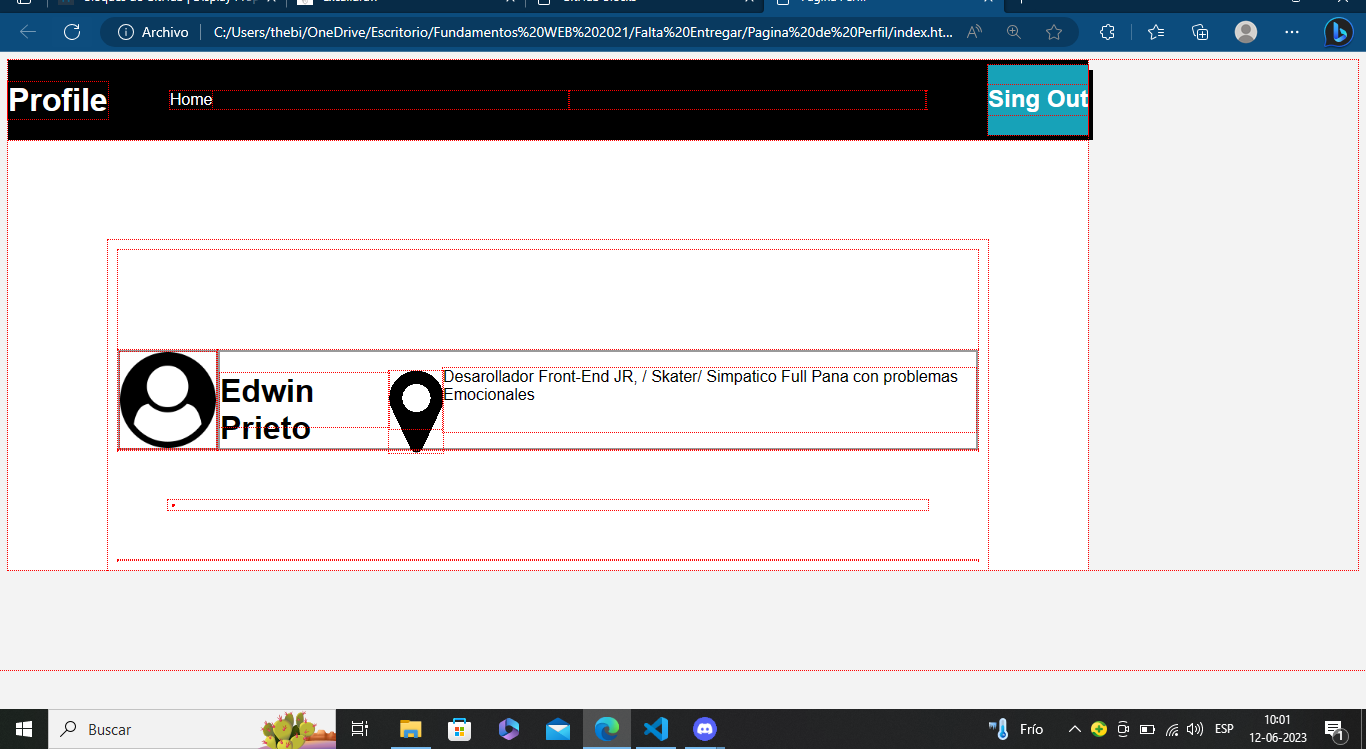 Archivo
C:/Users/thebi/OneDrive/Escritorio/Fundamentos%20WEB%202021/Falta%20Entregar/Pagina%20de%20Perfil/index.ht...
Profile
Home
Sing Out
Edwin
Prieto
Desarollador Front-End JR, / Skater/ Simpatico Full Pana con problemas
Emocionales
Buscar
Frío
ESP
10:01
12-06-2023
1